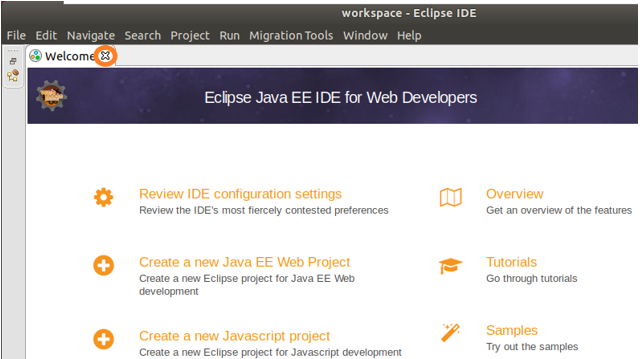 workspace - Eclipse IDE
File Edit Navigate Search Project Run Migration Tools Window Help
Welcome
Eclipse Java EE IDE for Web Developers
Review IDE configuration settings
Review the IDE's most fiercely contested preferences
Overview
Get an overview of the features
Create a new Java EE Web Project
Create a new Eclipse project for Java EE Web
development
Tutorials
Go through tutorials
Create a new Javascript project
Create a new Eclipse project for Javascript development
Samples
Try out the samples